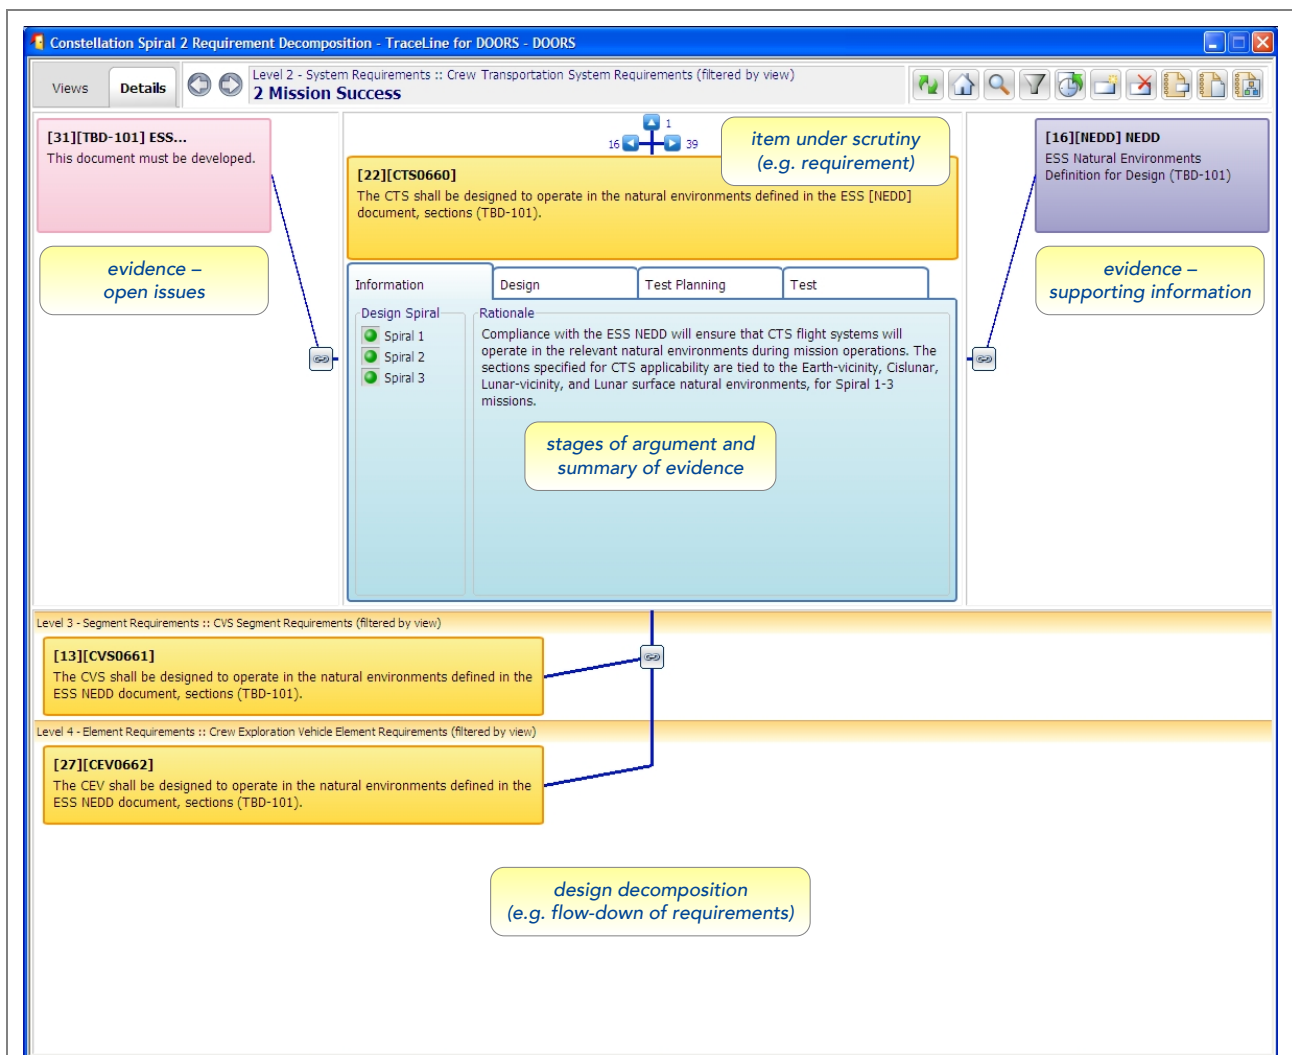 Constellation Spiral 2 Requirement Decomposition - TraceLine for DOORS - DOORS
Views
Details
Level 2 - System Requirements :: Crew Transportation System Requirements (filtered by view)
2 Mission Success
[31][TBD-101] ESS...
This document must be developed.
evidence –
open issues
1
16
39
item under scrutiny
(e.g. requirement)
[22][CTS0660]
The CTS shall be designed to operate in the natural environments defined in the ESS [NEDD]
document, sections (TBD-101).
[16][NEDD] NEDD
ESS Natural Environments
Definition for Design (TBD-101)
evidence –
supporting information
Information
Design
Test Planning
Test
Design Spiral
Spiral 1
Spiral 2
Spiral 3
Rationale
Compliance with the ESS NEDD will ensure that CTS flight systems will
operate in the relevant natural environments during mission operations. The
sections specified for CTS applicability are tied to the Earth-vicinity, Cislunar,
Lunar-vicinity, and Lunar surface natural environments, for Spiral 1-3
missions.
stages of argument and
summary of evidence
Level 3 - Segment Requirements :: CVS Segment Requirements (filtered by view)
[13][CVS0661]
The CVS shall be designed to operate in the natural environments defined in the
ESS NEDD document, sections (TBD-101).
Level 4 - Element Requirements :: Crew Exploration Vehicle Element Requirements (filtered by view)
[27][CEV0662]
The CEV shall be designed to operate in the natural environments defined in the
ESS NEDD document, sections (TBD-101).
design decomposition
(e.g. flow-down of requirements)